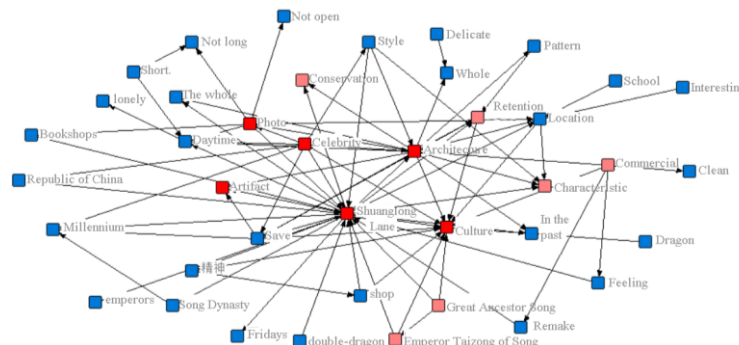 Not open
Not long
Style
Delicate
Pattern
Short.
Conservation
Whole
School
Interestin
The whole
lonely
Retention
Location
Photo
Bookshops
Daytime
Celebrity
Architecure
Commercial
Clean
Republic of China
Artifact
Characteristic
Shuanglong
Lane
Millennium
Save
Culture
In the
past
Dragon
精神
Feeling
emperors
Song Dynasty
shop
Great Ancestor Song
Remake
Fridays
double-dragon
Emperor Taizong of Song